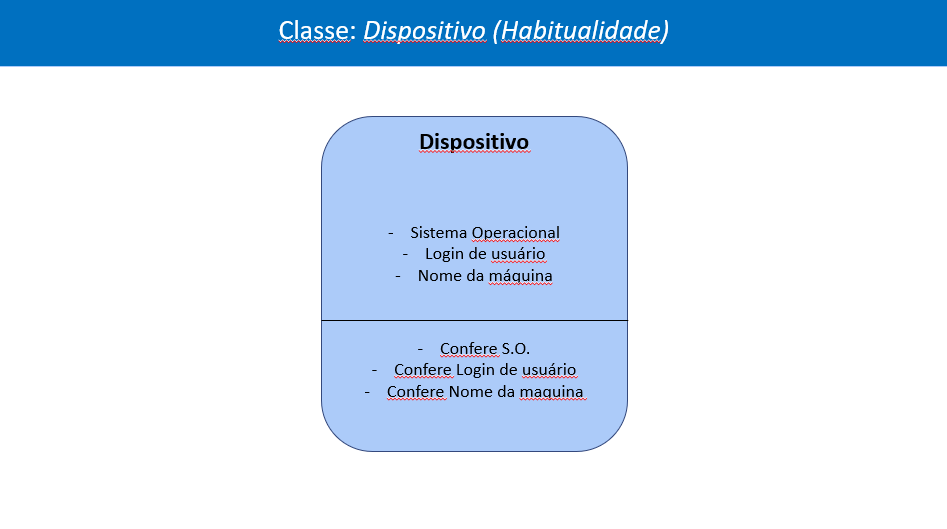 Classe: Dispositivo (Habitualidade)
Dispositivo
- Sistema Operacional
- Login de usuário
- Nome da máquina
- Confere S.O.
- Confere Login de usuário
- Confere Nome da maquina